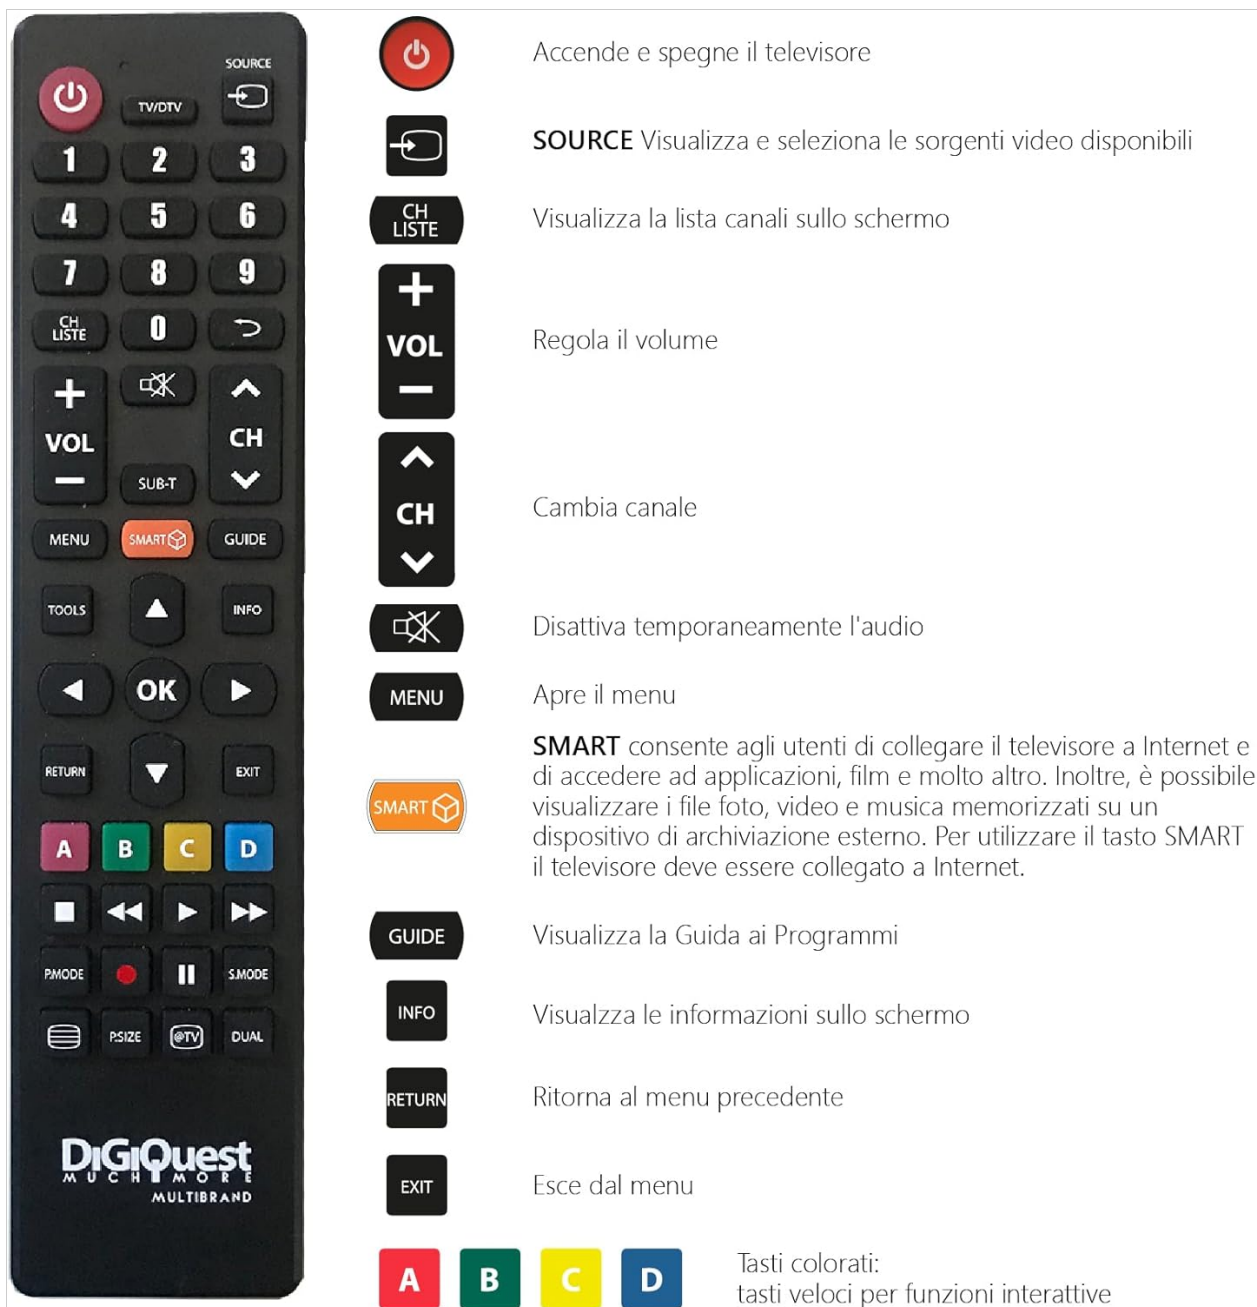 SOURCE
TV/DTV
1 2 3
4 5 6
7 8 9
CH LISTE 0
VOL CH
SUB-T
MENU SMART GUIDE
TOOLS INFO
OK
RETURN EXIT
A B C D
P.MODE S.MODE
P.SIZE @TV DUAL
DiGiQuest
MUCH MORE
MULTIBRAND
Accende e spegne il televisore
SOURCE Visualizza e seleziona le sorgenti video disponibili
CH
LISTE
Visualizza la lista canali sullo schermo
VOL
Regola il volume
CH
Cambia canale
Disattiva temporaneamente l'audio
MENU
Apre il menu
SMART
SMART consente agli utenti di collegare il televisore a Internet e
di accedere ad applicazioni, film e molto altro. Inoltre, è possibile
visualizzare i file foto, video e musica memorizzati su un
dispositivo di archiviazione esterno. Per utilizzare il tasto SMART
il televisore deve essere collegato a Internet.
GUIDE
Visualizza la Guida ai Programmi
INFO
Visualzza le informazioni sullo schermo
RETURN
Ritorna al menu precedente
EXIT
Esce dal menu
A B C D
Tasti colorati:
tasti veloci per funzioni interattive